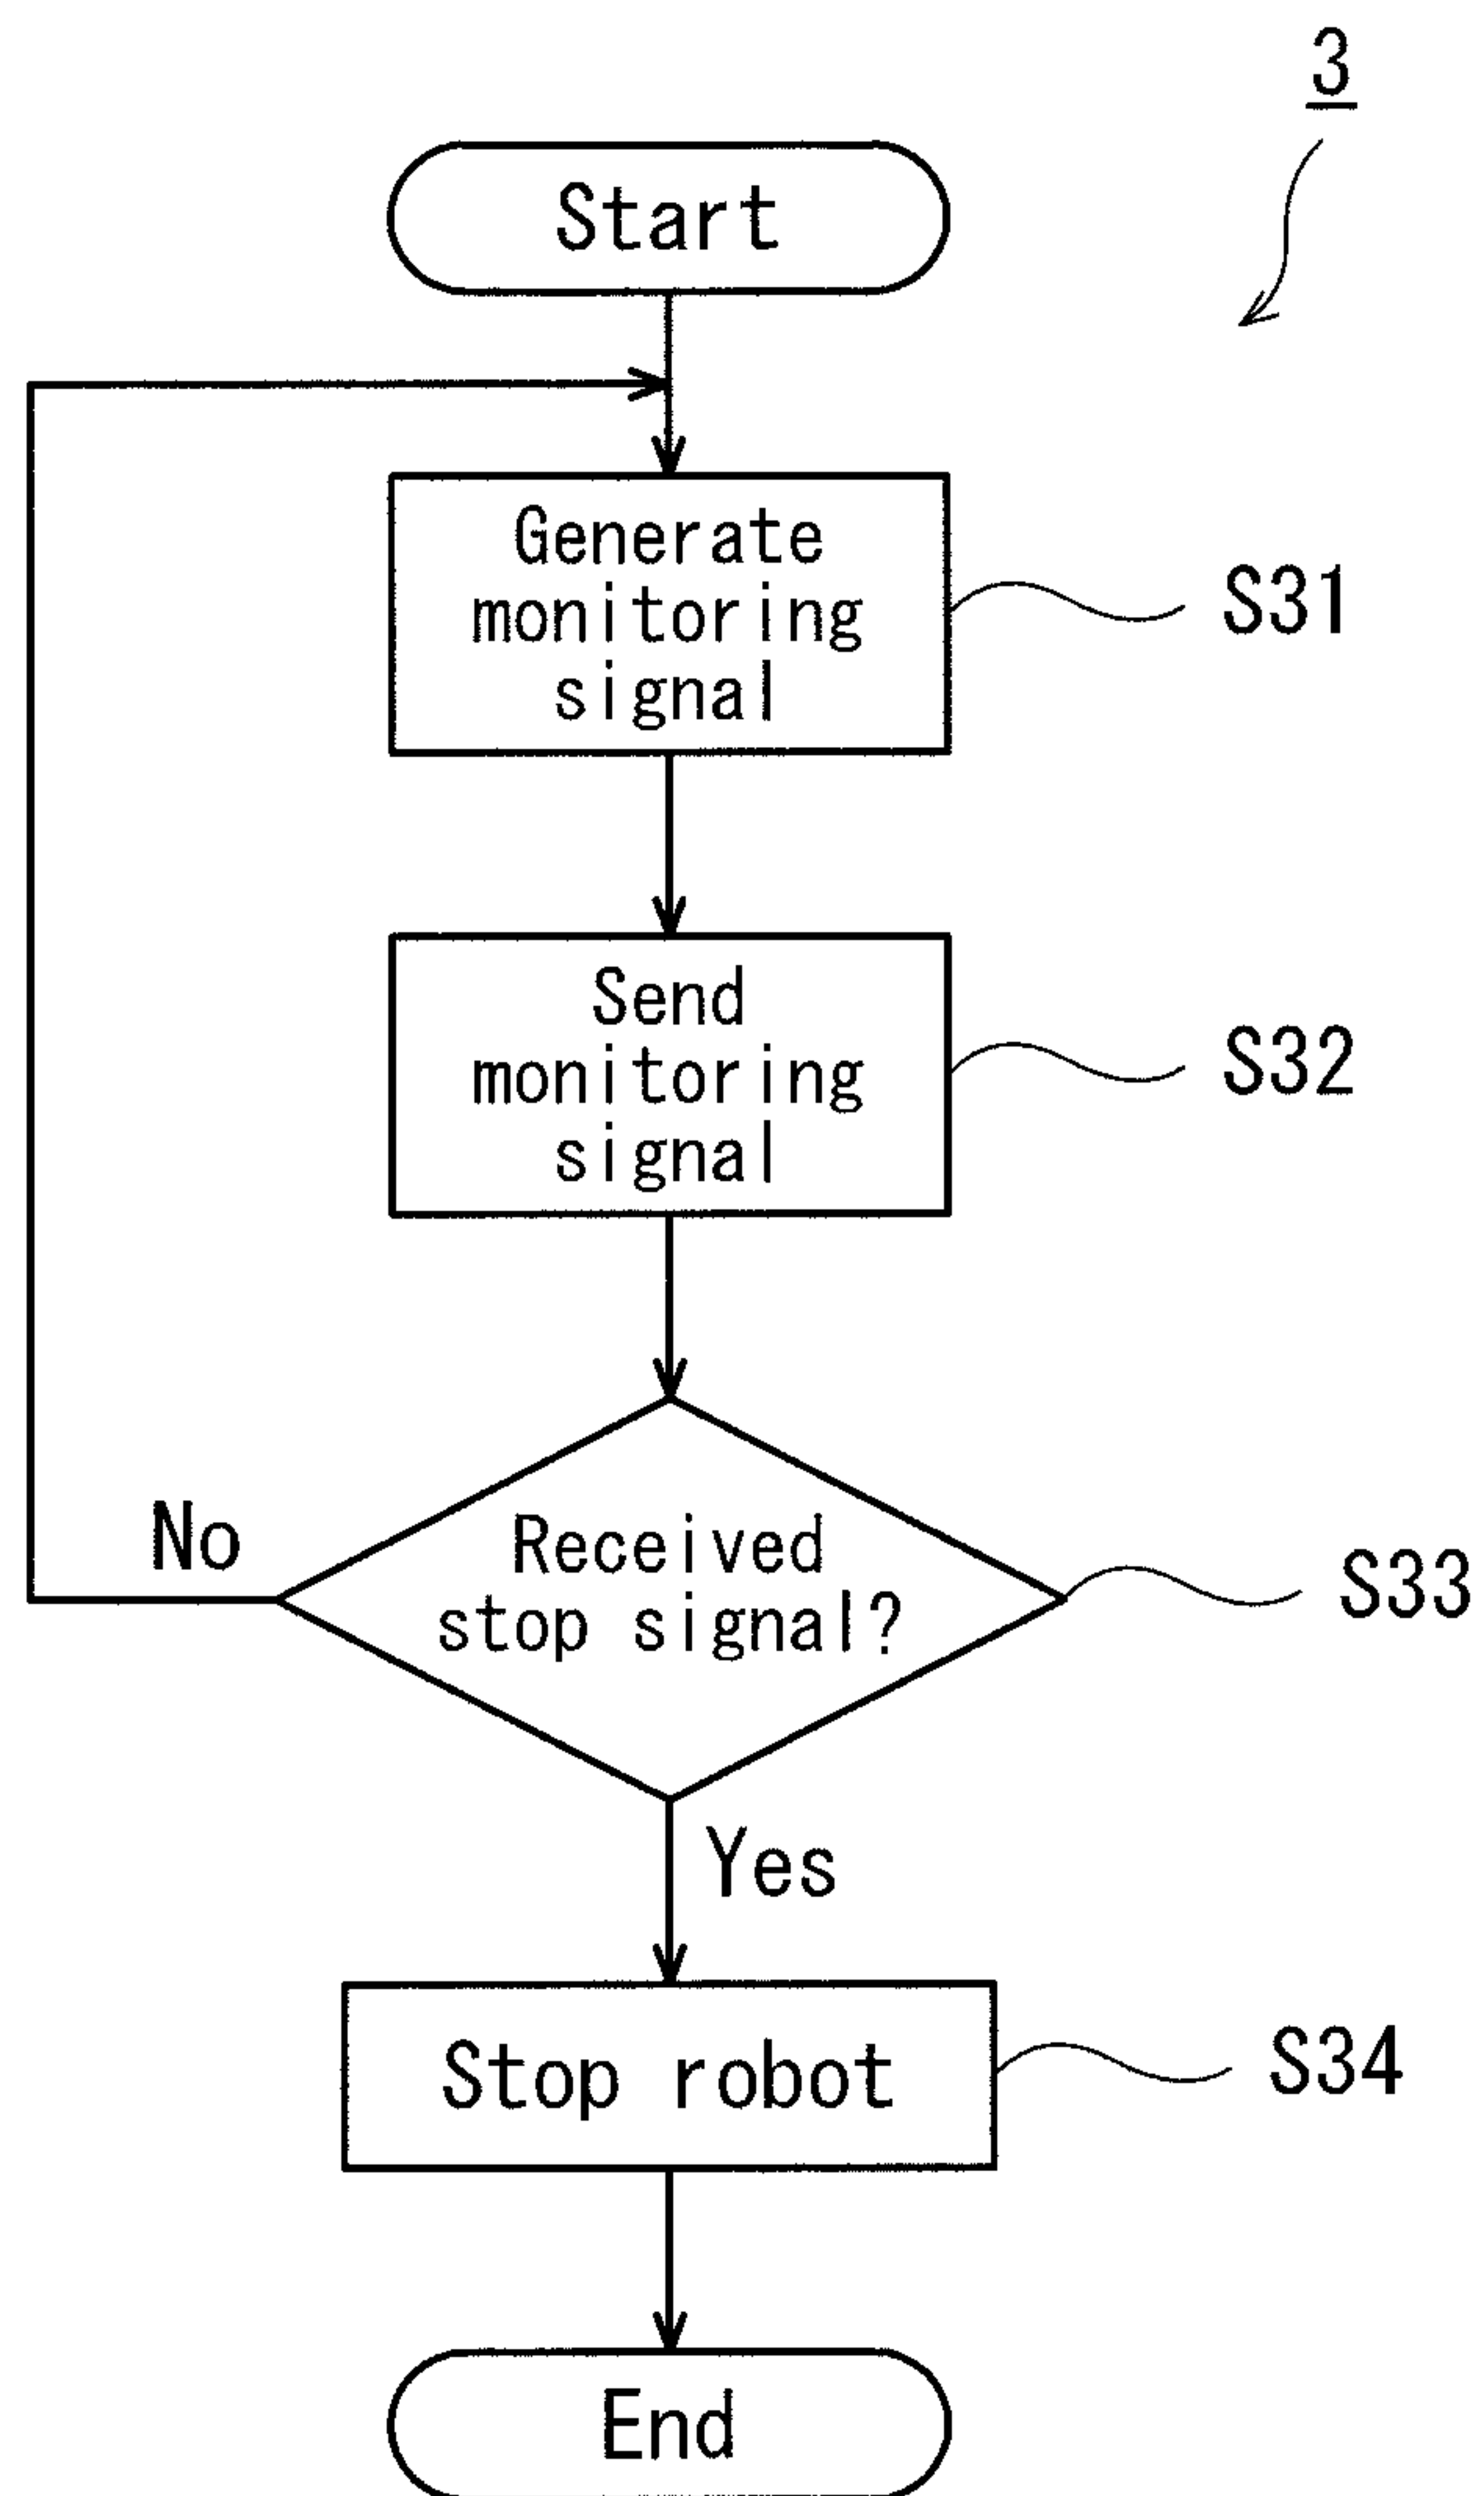 3
Start
Generate
monitoring
signal
S31
Send
monitoring
signal
S32
Received
stop signal?
S33
No
Yes
Stop robot
S34
End